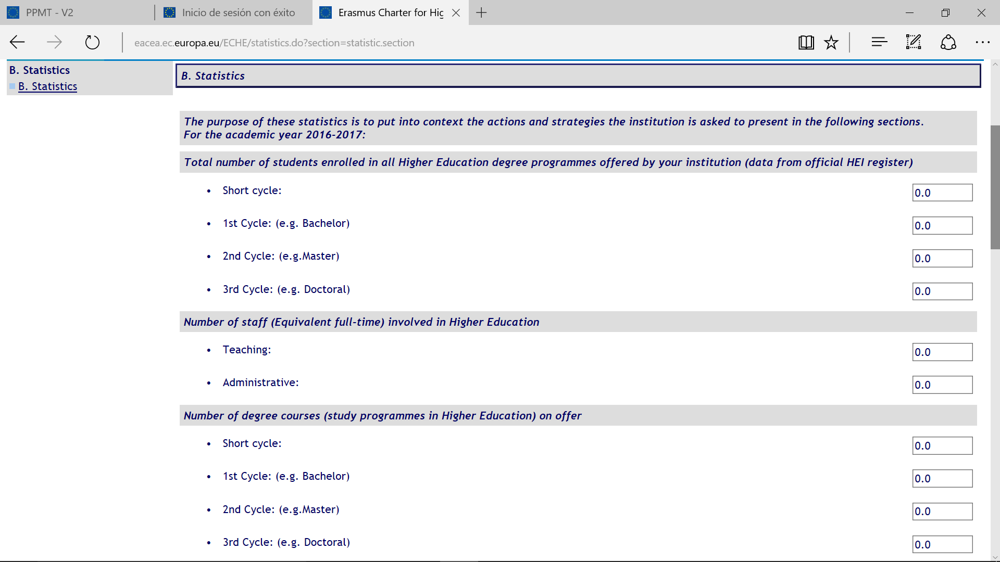 PPMT - V2
Inicio de sesión con éxito
Erasmus Charter for Hig
eacea.ec.europa.eu/ECHE/statistics.do?section=statistic.section
B. Statistics
B. Statistics
B. Statistics
The purpose of these statistics is to put into context the actions and strategies the institution is asked to present in the following sections.
For the academic year 2016-2017:
Total number of students enrolled in all Higher Education degree programmes offered by your institution (data from official HEI register)
• Short cycle: 0.0
• 1st Cycle: (e.g. Bachelor) 0.0
• 2nd Cycle: (e.g.Master) 0.0
• 3rd Cycle: (e.g. Doctoral) 0.0
Number of staff (Equivalent full-time) involved in Higher Education
• Teaching: 0.0
• Administrative: 0.0
Number of degree courses (study programmes in Higher Education) on offer
• Short cycle: 0.0
• 1st Cycle: (e.g. Bachelor) 0.0
• 2nd Cycle: (e.g.Master) 0.0
• 3rd Cycle: (e.g. Doctoral) 0.0